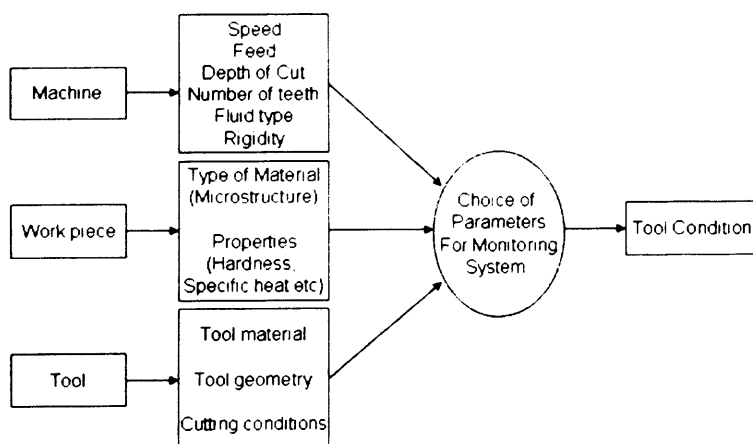 Machine
Speed
Feed
Depth of Cut
Number of teeth
Fluid type
Rigidity
Work piece
Type of Material
(Microstructure)
Properties
(Hardness,
Specific heat etc)
Tool
Tool material
Tool geometry
Cutting conditions
Choice of
Parameters
For Monitoring
System
Tool Condition